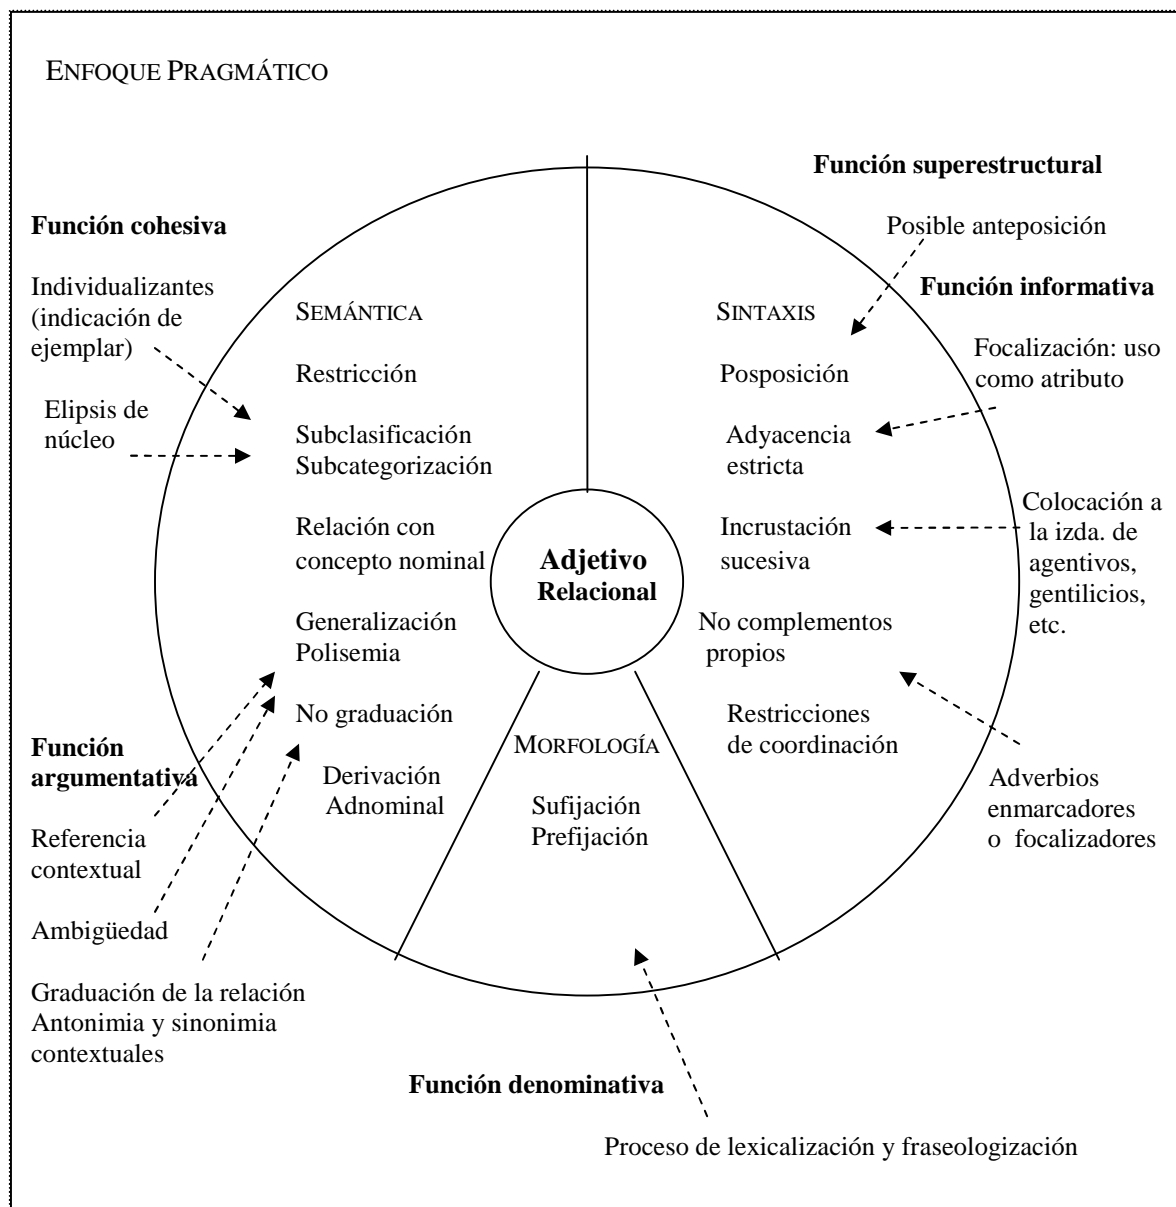 ENFOQUE PRAGMÁTICO
Función superestructural
Posible anteposición
Función cohesiva
Individualizantes
(indicación de
ejemplar)
Elipsis de
núcleo
SEMÁNTICA
Restricción
Subclasificación
Subcategorización
Relación con
concepto nominal
Generalización
Polisemia
No graduación
Derivación
Adnominal
Adjetivo
Relacional
SINTAXIS
Posposición
Adyacencia
estricta
Incrustación
sucesiva
No complementos
propios
Restricciones
de coordinación
Función informativa
Focalización: uso
como atributo
Colocación a
la izda. de
agentivos,
gentilicios,
etc.
Adverbios
enmarcadores
o focalizadores
MORFOLOGÍA
Sufijación
Prefijación
Función
argumentativa
Referencia
contextual
Ambigüedad
Graduación de la relación
Antonimia y sinonimia
contextuales
Función denominativa
Proceso de lexicalización y fraseologización